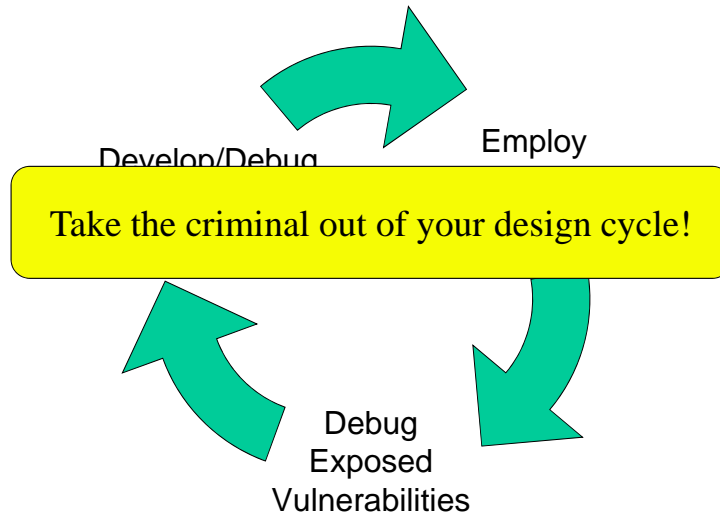 Develop/Debug
Employ
Take the criminal out of your design cycle!
Debug
Exposed
Vulnerabilities